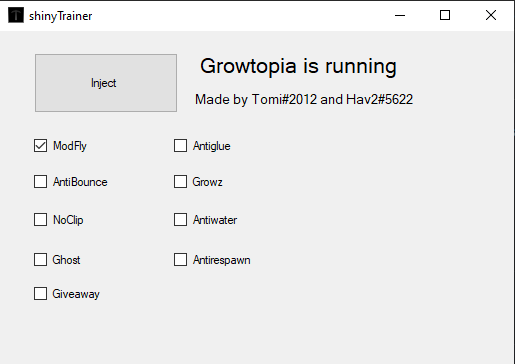 shinyTrainer
Inject
Growtopia is running
Made by Tomi#2012 and Hav2#5622
ModFly
Antiglue
AntiBounce
Growz
NoClip
Antiwater
Ghost
Antirespawn
Giveaway